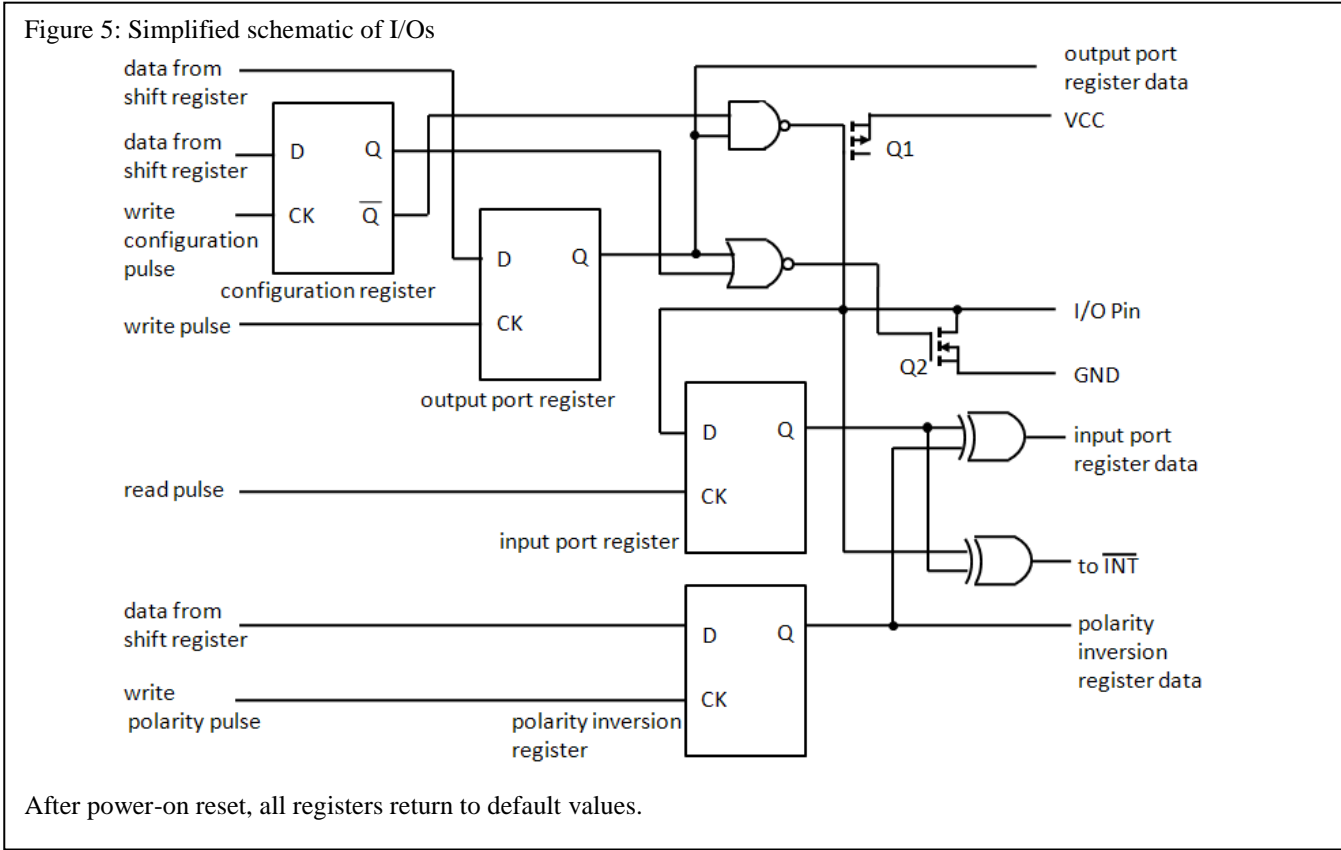 Figure 5: Simplified schematic of I/Os
data from
shift register
output port
register data
VCC
Q1
data from
shift register
D
Q
write
configuration
pulse
CK
Q
configuration register
D
Q
write pulse
CK
output port register
I/O Pin
Q2
GND
D
Q
input port
register data
read pulse
CK
input port register
to INT
data from
shift register
D
Q
polarity
inversion
register data
write
polarity pulse
CK
polarity inversion
register
After power-on reset, all registers return to default values.